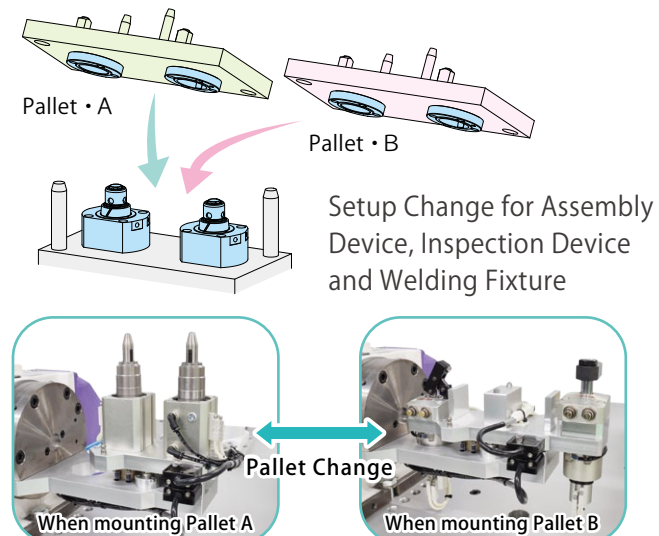 Pallet・A
Pallet・B
Setup Change for Assembly
Device, Inspection Device
and Welding Fixture
Pallet Change
When mounting Pallet A
When mounting Pallet B